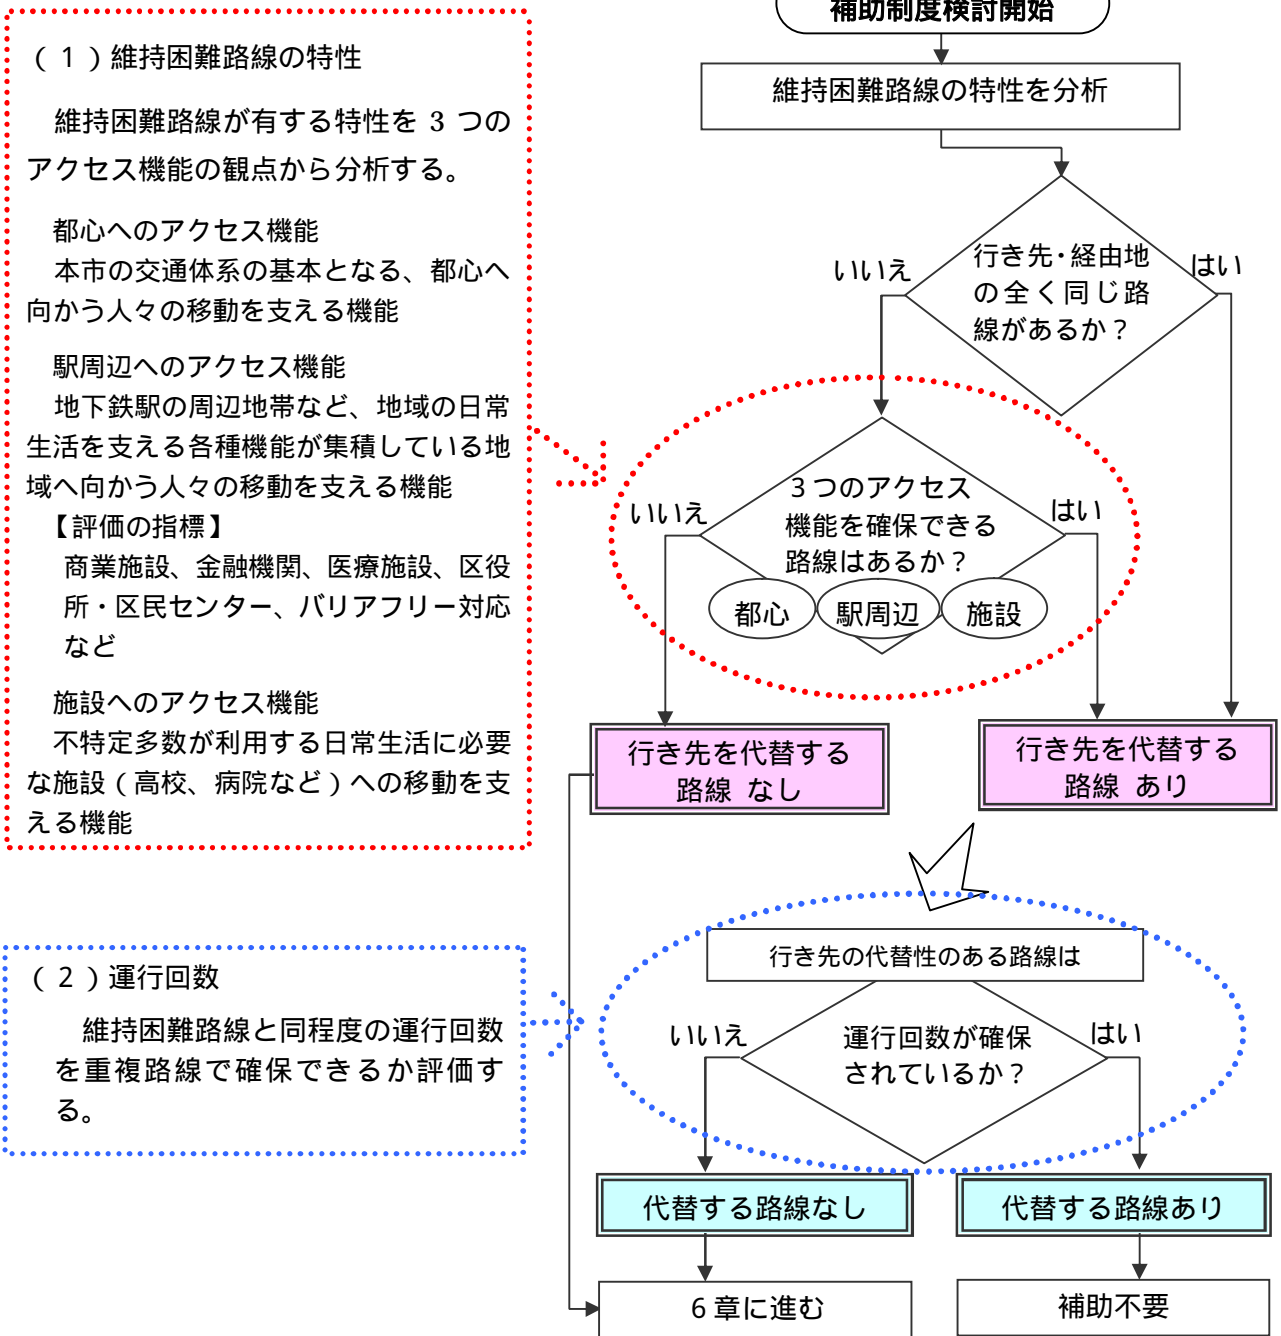 (１)維持困難路線の特性
維持困難路線が有する特性を３つの
アクセス機能の観点から分析する。
都心へのアクセス機能
本市の交通体系の基本となる、都心へ
向かう人々の移動を支える機能
駅周辺へのアクセス機能
地下鉄駅の周辺地帯など、地域の日常
生活を支える各種機能が集積している地
域へ向かう人々の移動を支える機能
【評価の指標】
商業施設、金融機関、医療施設、区役
所・区民センター、バリアフリー対応
など
施設へのアクセス機能
不特定多数が利用する日常生活に必要
な施設(高校、病院など)への移動を支
える機能
(２)運行回数
維持困難路線と同程度の運行回数
を重複路線で確保できるか評価す
る。
補助制度検討開始
維持困難路線の特性を分析
行き先・経由地
の全く同じ路
線があるか？
いいえ
はい
３つのアクセス
機能を確保できる
路線はあるか？
いいえ
はい
都心
駅周辺
施設
行き先を代替する
路線 なし
行き先を代替する
路線 あり
行き先の代替性のある路線は
運行回数が確保
されているか？
いいえ
はい
代替する路線なし
代替する路線あり
６章に進む
補助不要